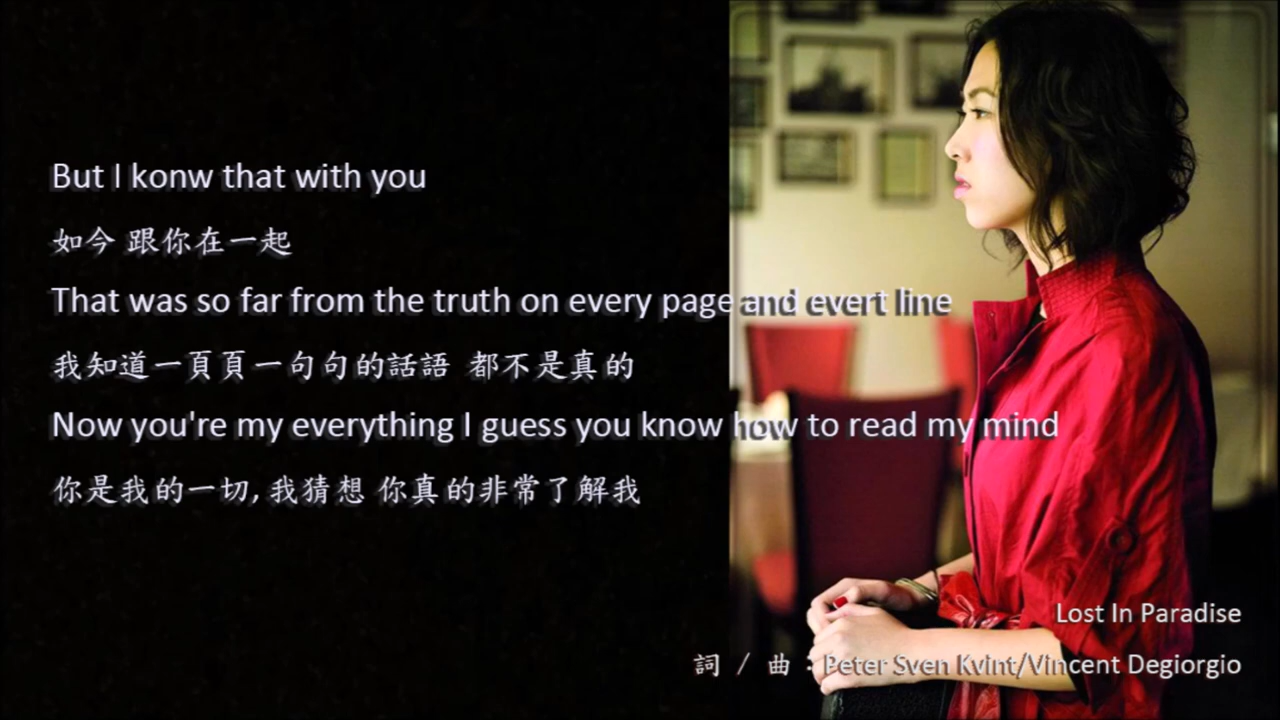 But I konw that with you
如今 跟你在一起
That was so far from the truth on every page and evert line
我知道一頁頁一句句的話語 都不是真的
Now you're my everything I guess you know how to read my mind
你是我的一切, 我猜想 你真的非常了解我
Lost In Paradise
詞 / 曲 : Peter Sven Kvint/Vincent Degiorgio